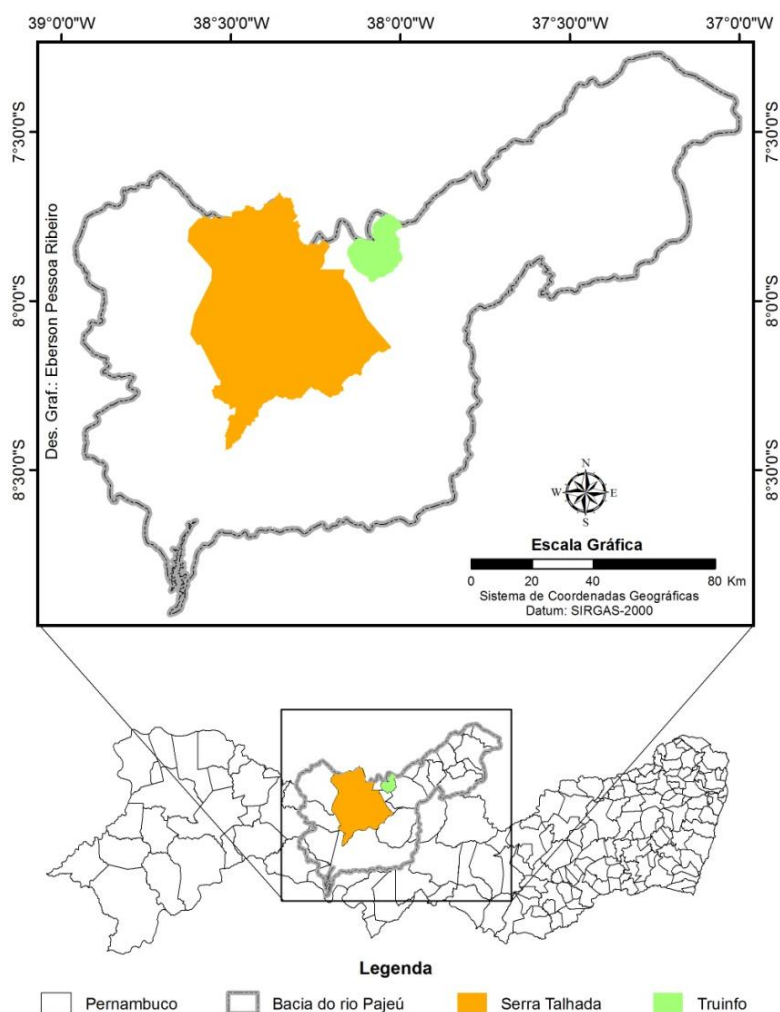 39°0'0"W 38°30'0"W 38°0'0"W 37°30'0"W 37°0'0"W
7°30'0"S 7°30'0"S
8°0'0"S 8°0'0"S
8°30'0"S 8°30'0"S
Des. Graf.: Eberson Pessoa Ribeiro
N
W E
S
Escala Gráfica
0 20 40 80 Km
Sistema de Coordenadas Geográficas
Datum: SIRGAS-2000
Legenda
Pernambuco Bacia do rio Pajeú Serra Talhada Truinfo